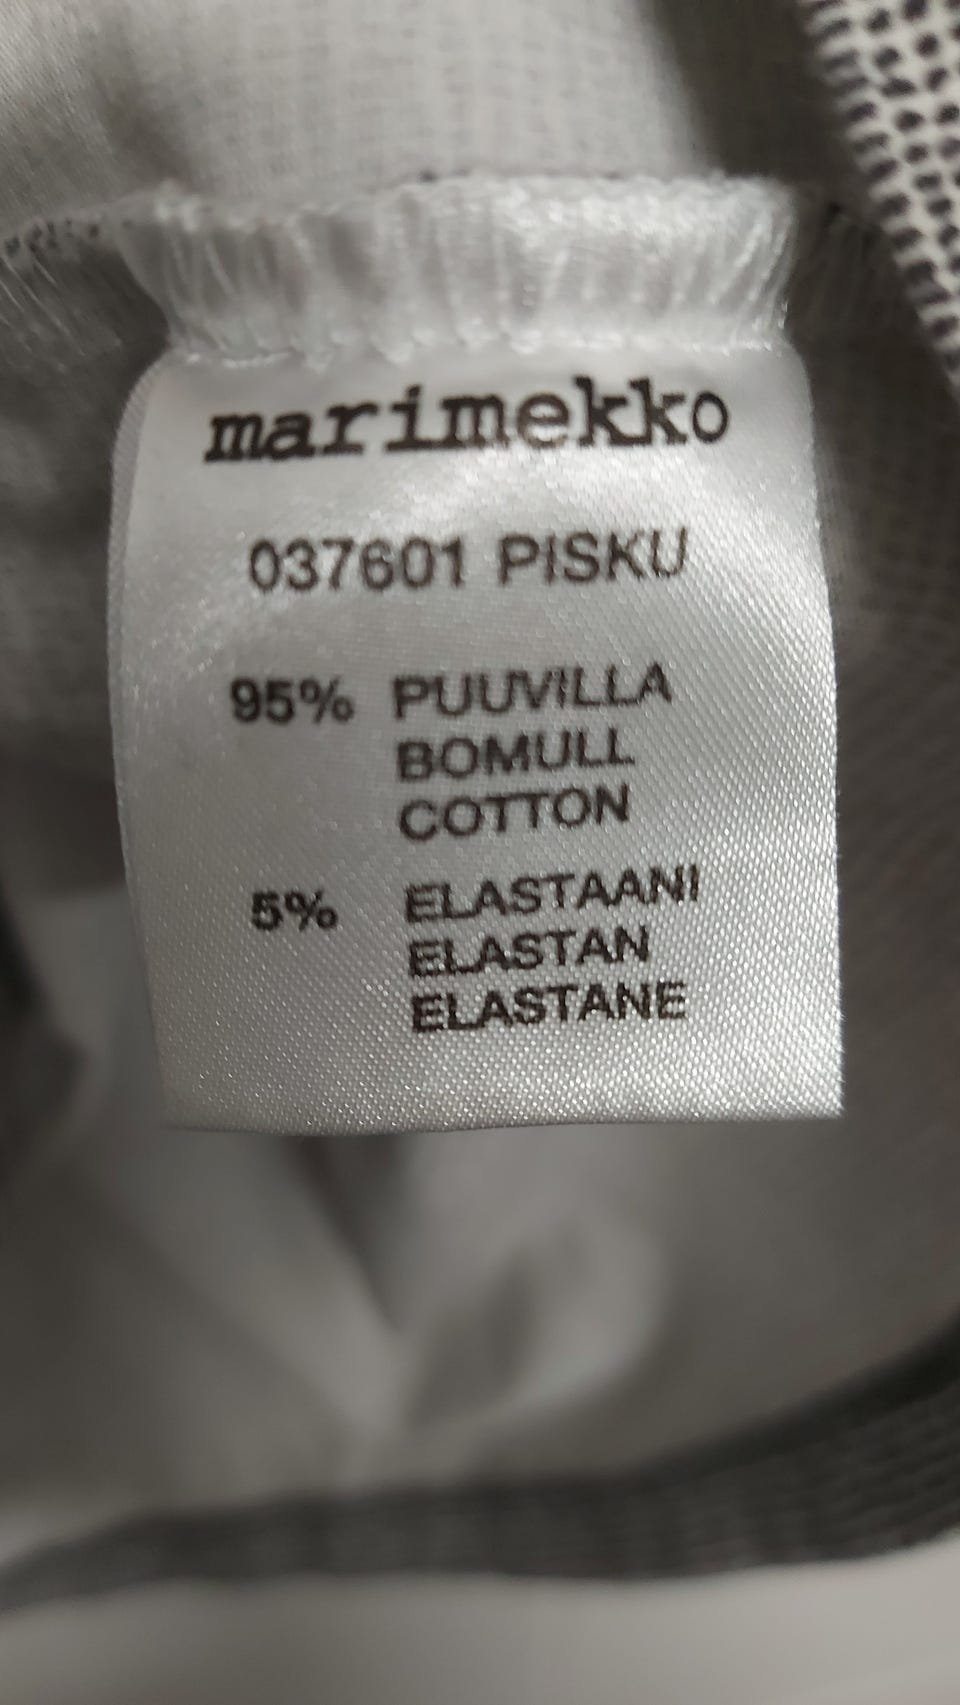 marimekko
037601 PISKU
95% PUUVILLA
BOMULL
COTTON
5% ELASTAANI
ELASTAN
ELASTANE